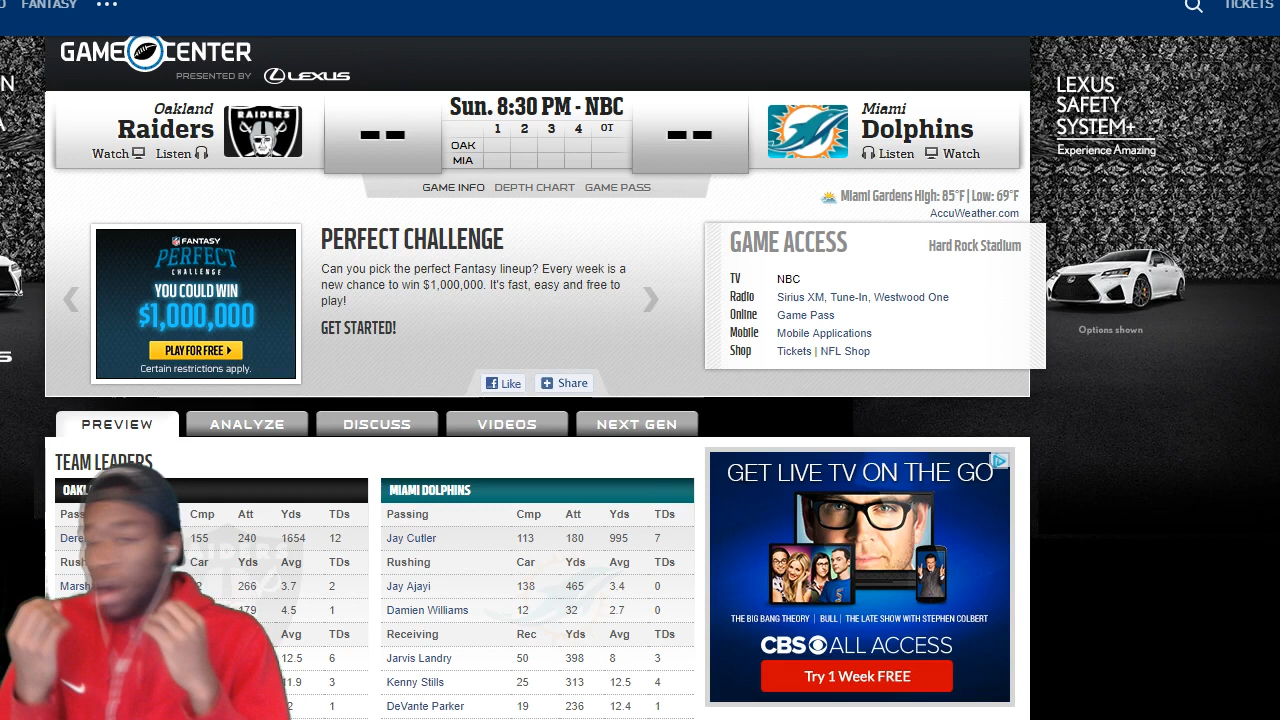 FANTASY
TICKETS
GAME CENTER
PRESENTED BY LEXUS
Oakland
Raiders
Watch Listen
RAIDERS
Sun. 8:30 PM - NBC
1 2 3 4 OT
OAK
MIA
Miami
Dolphins
Listen Watch
GAME INFO DEPTH CHART GAME PASS
Miami Gardens High: 85°F | Low: 69°F
AccuWeather.com
LEXUS
SAFETY
SYSTEM+
Experience Amazing
Options shown
NFL FANTASY
PERFECT
CHALLENGE
YOU COULD WIN
$1,000,000
PLAY FOR FREE
Certain restrictions apply.
PERFECT CHALLENGE
Can you pick the perfect Fantasy lineup? Every week is a
new chance to win $1,000,000. It's fast, easy and free to
play!
GET STARTED!
GAME ACCESS
Hard Rock Stadium
TV NBC
Radio Sirius XM, Tune-In, Westwood One
Online Game Pass
Mobile Mobile Applications
Shop Tickets | NFL Shop
Like Share
PREVIEW ANALYZE DISCUSS VIDEOS NEXT GEN
TEAM LEADERS
Cmp Att Yds TDs
155 240 1654 12
Car Yds Avg TDs
266 3.7 2
179 4.5 1
Avg TDs
12.5 6
11.9 3
1
MIAMI DOLPHINS
Passing Cmp Att Yds TDs
Jay Cutler 113 180 995 7
Rushing Car Yds Avg TDs
Jay Ajayi 138 465 3.4 0
Damien Williams 12 32 2.7 0
Receiving Rec Yds Avg TDs
Jarvis Landry 50 398 8 3
Kenny Stills 25 313 12.5 4
DeVante Parker 19 236 12.4 1
GET LIVE TV ON THE GO
THE BIG BANG THEORY | BULL | THE LATE SHOW WITH STEPHEN COLBERT
CBS ALL ACCESS
Try 1 Week FREE